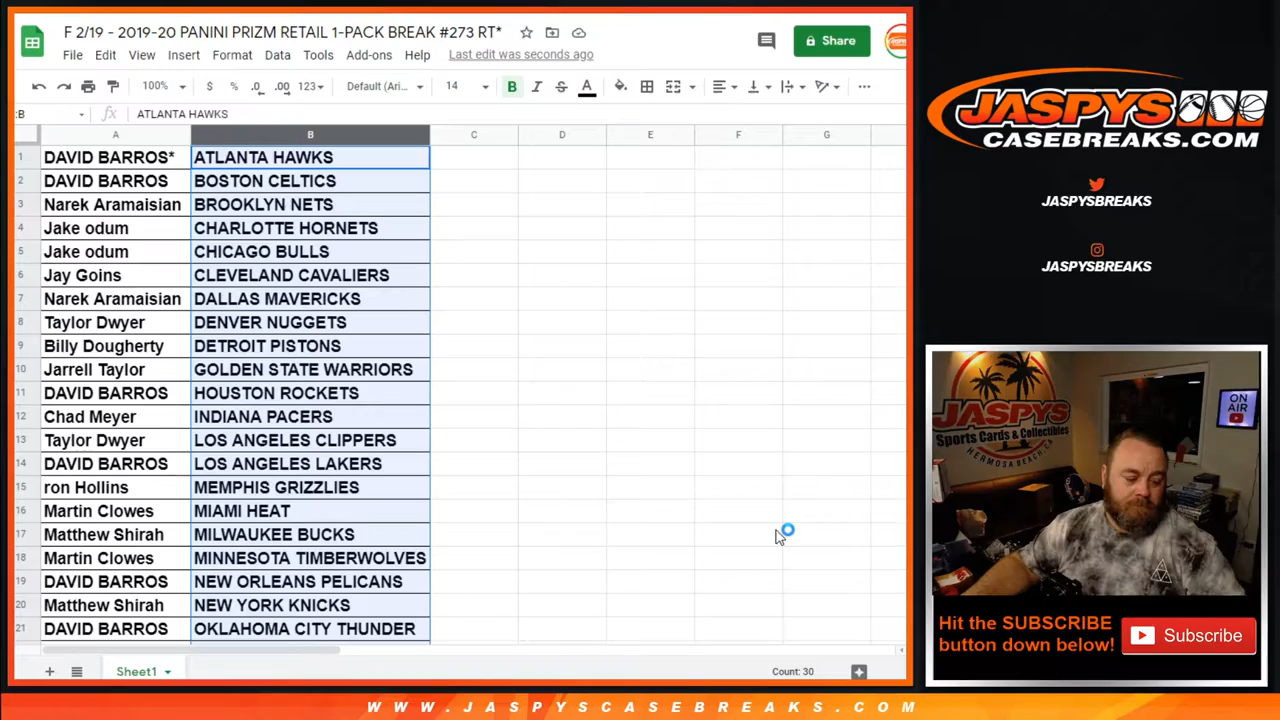 F 2/19 - 2019-20 PANINI PRIZM RETAIL 1-PACK BREAK #273 RT*
File Edit View Insert Format Data Tools Add-ons Help Last edit was seconds ago
Share
100% $ % .0 .00 123 Default (Ari... 14 B I S A
:B fx ATLANTA HAWKS
A B C D E F G
1 DAVID BARROS* ATLANTA HAWKS
2 DAVID BARROS BOSTON CELTICS
3 Narek Aramaisian BROOKLYN NETS
4 Jake odum CHARLOTTE HORNETS
5 Jake odum CHICAGO BULLS
6 Jay Goins CLEVELAND CAVALIERS
7 Narek Aramaisian DALLAS MAVERICKS
8 Taylor Dwyer DENVER NUGGETS
9 Billy Dougherty DETROIT PISTONS
10 Jarrell Taylor GOLDEN STATE WARRIORS
11 DAVID BARROS HOUSTON ROCKETS
12 Chad Meyer INDIANA PACERS
13 Taylor Dwyer LOS ANGELES CLIPPERS
14 DAVID BARROS LOS ANGELES LAKERS
15 ron Hollins MEMPHIS GRIZZLIES
16 Martin Clowes MIAMI HEAT
17 Matthew Shirah MILWAUKEE BUCKS
18 Martin Clowes MINNESOTA TIMBERWOLVES
19 DAVID BARROS NEW ORLEANS PELICANS
20 Matthew Shirah NEW YORK KNICKS
21 DAVID BARROS OKLAHOMA CITY THUNDER
Sheet1
Count: 30
JASPYS
CASEBREAKS.COM
JASPYSBREAKS
JASPYSBREAKS
JASPYS
Sports Cards & Collectibles
HERMOSA BEACH, CA
ON
AIR
Hit the SUBSCRIBE
button down below!
Subscribe
WWW.JASPYSCASEBREAKS.COM